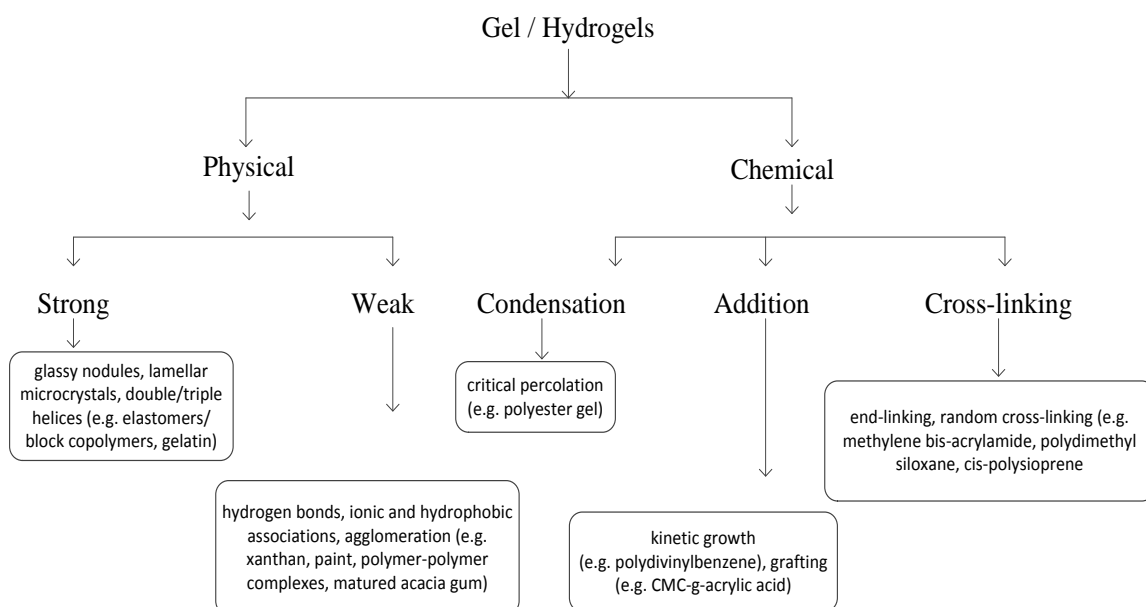 Gel / Hydrogels
Physical
Chemical
Strong
Weak
Condensation
Addition
Cross-linking
glassy nodules, lamellar
microcrystals, double/triple
helices (e.g. elastomers/
block copolymers, gelatin)
critical percolation
(e.g. polyester gel)
end-linking, random cross-linking (e.g.
methylene bis-acrylamide, polydimethyl
siloxane, cis-polysioprene
hydrogen bonds, ionic and hydrophobic
associations, agglomeration (e.g.
xanthan, paint, polymer-polymer
complexes, matured acacia gum)
kinetic growth
(e.g. polydivinylbenzene), grafting
(e.g. CMC-g-acrylic acid)